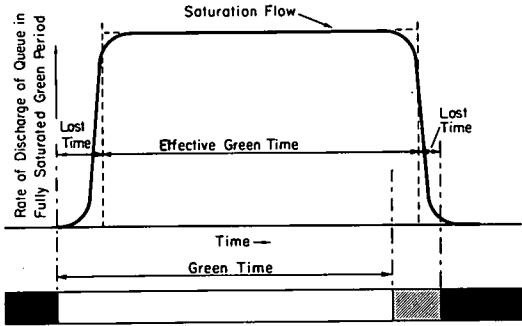 Saturation Flow
Rate of Discharge of Queue in
Fully Saturated Green Period
Lost
Time
Effective Green Time
Lost
Time
Time
Green Time